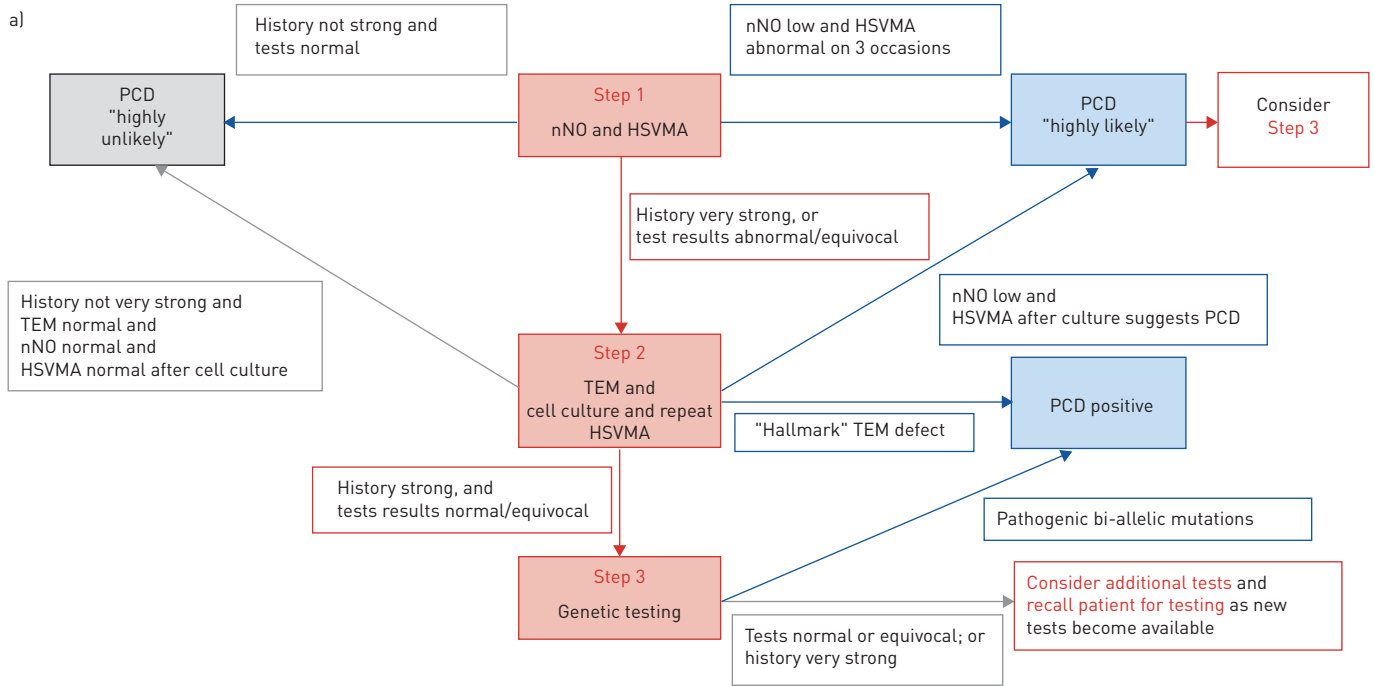 a)
History not strong and
tests normal
nNO low and HSVMA
abnormal on 3 occasions
PCD
"highly
unlikely"
Step 1
nNO and HSVMA
PCD
"highly likely"
Consider
Step 3
History very strong, or
test results abnormal/equivocal
History not very strong and
TEM normal and
nNO normal and
HSVMA normal after cell culture
nNO low and
HSVMA after culture suggests PCD
Step 2
TEM and
cell culture and repeat
HSVMA
PCD positive
"Hallmark" TEM defect
History strong, and
tests results normal/equivocal
Pathogenic bi-allelic mutations
Step 3
Genetic testing
Consider additional tests and
recall patient for testing as new
tests become available
Tests normal or equivocal; or
history very strong